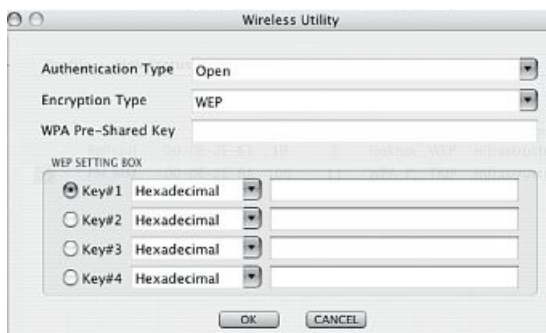 Wireless Utility
Authentication Type Open
Encryption Type WEP
WPA Pre-Shared Key
WEP SETTING BOX
Key#1 Hexadecimal
Key#2 Hexadecimal
Key#3 Hexadecimal
Key#4 Hexadecimal
OK CANCEL